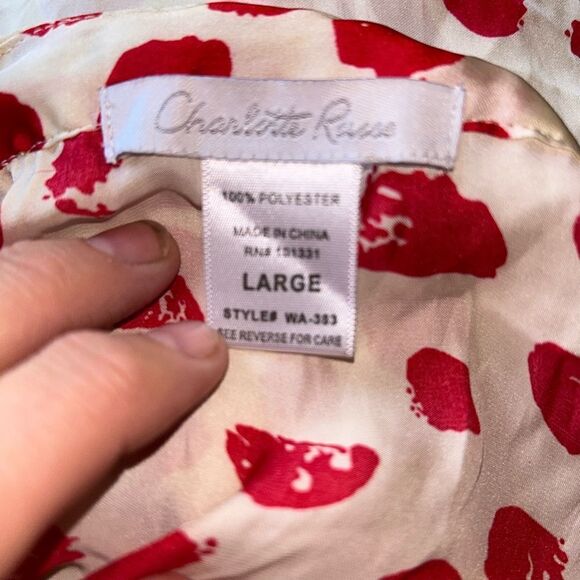 Charlotte Russe
100% POLYESTER
MADE IN CHINA
RN# 101331
LARGE
STYLE# WA-383
SEE REVERSE FOR CARE